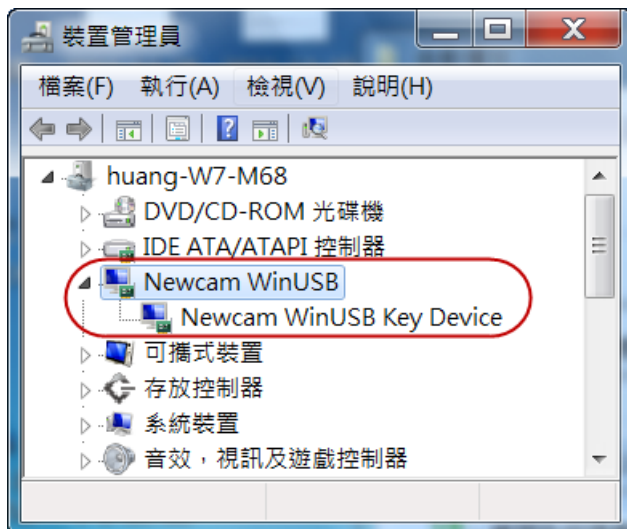 裝置管理員
檔案(F) 執行(A) 檢視(V) 說明(H)
huang-W7-M68
DVD/CD-ROM 光碟機
IDE ATA/ATAPI 控制器
Newcam WinUSB
Newcam WinUSB Key Device
可攜式裝置
存放控制器
系統裝置
音效，視訊及遊戲控制器